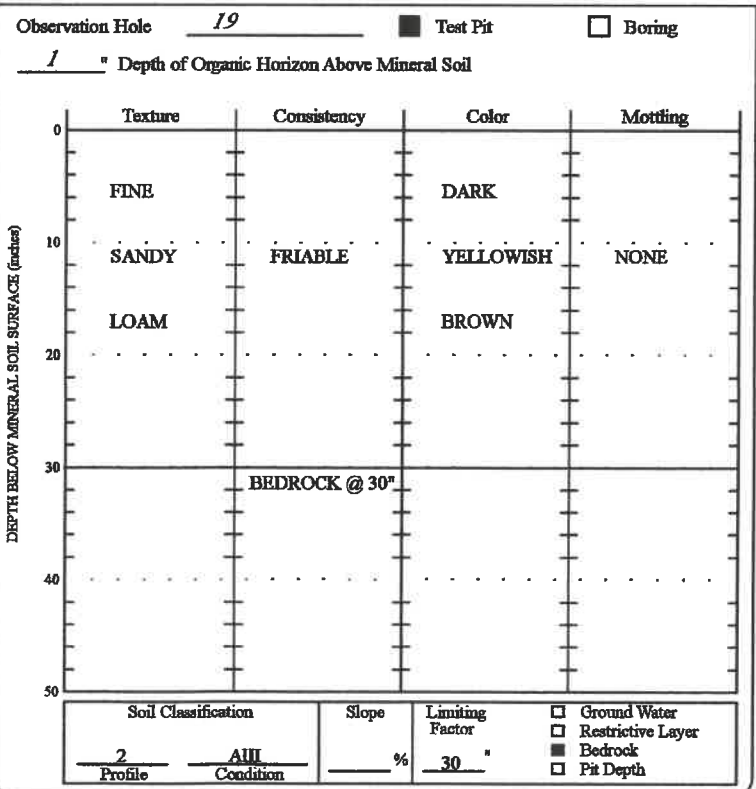 Observation Hole 19 Test Pit Boring
1 " Depth of Organic Horizon Above Mineral Soil
Texture Consistency Color Mottling
DEPTH BELOW MINERAL SOIL SURFACE (inches)
0
FINE DARK
10
SANDY FRIABLE YELLOWISH NONE
LOAM BROWN
20
30
BEDROCK @ 30"
40
50
Soil Classification Slope Limiting Factor
2 AIII % 30 "
Profile Condition
Ground Water
Restrictive Layer
Bedrock
Pit Depth